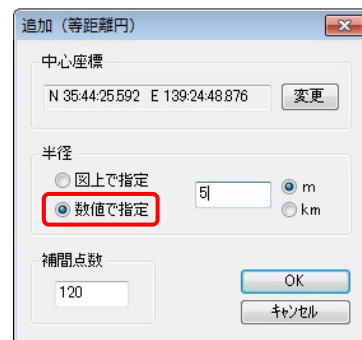 追加（等距離円）
中心座標
N 35:44:25.592 E 139:24:48.876 変更
半径
図上で指定
5 m
数値で指定 km
補間点数
120
OK
キャンセル